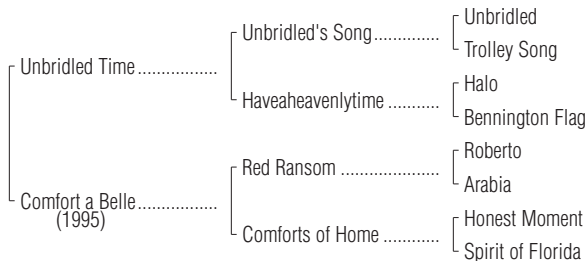 Unbridled
Unbridled's Song.............
Trolley Song
Unbridled Time................
Halo
Haveaheavenlytime ..........
Bennington Flag
Roberto
Red Ransom ...................
Arabia
Comfort a Belle................
(1995)
Honest Moment
Comforts of Home ............
Spirit of Florida